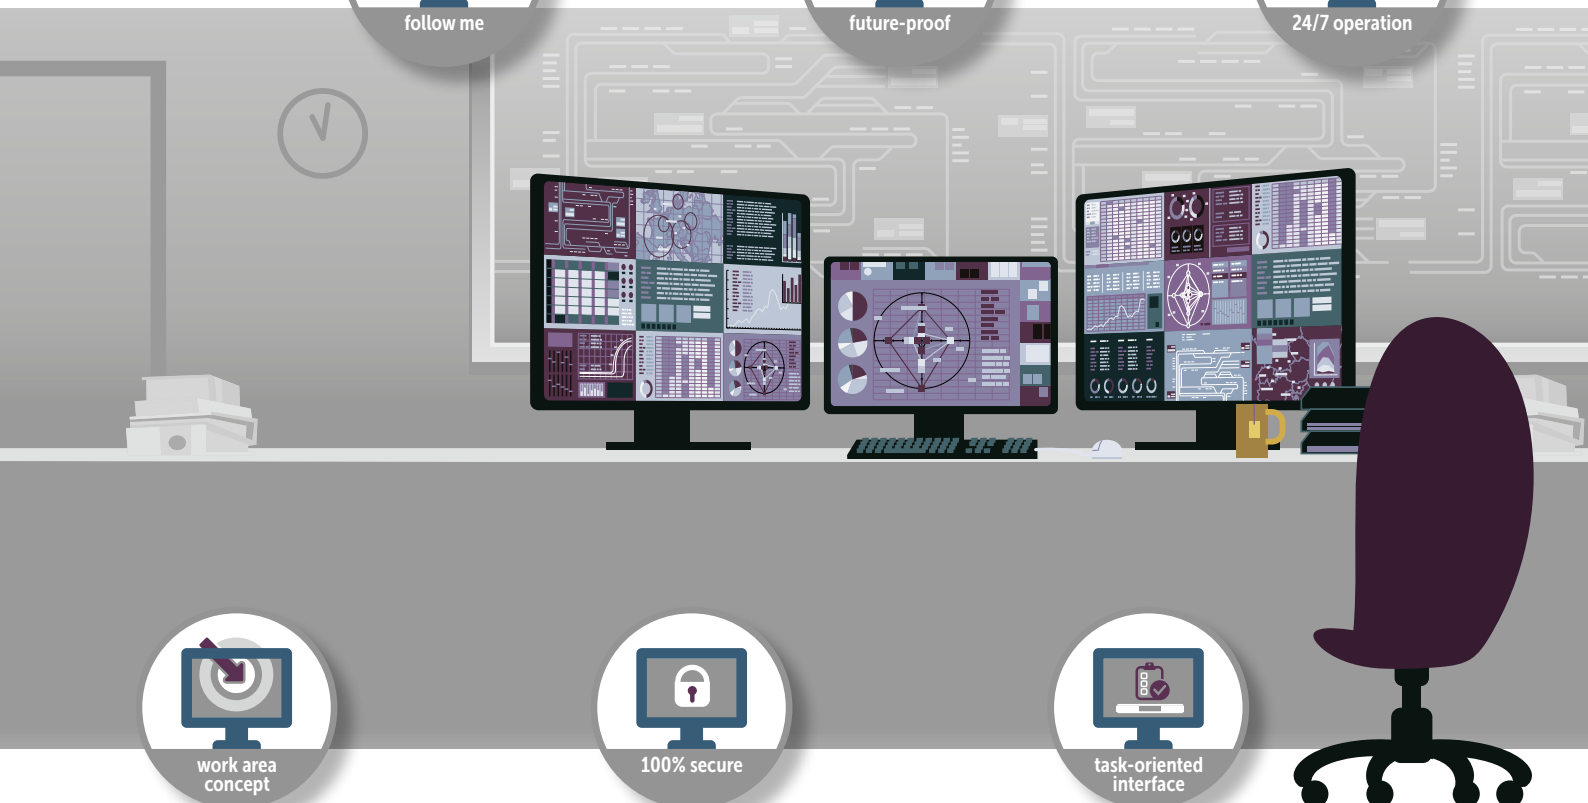 follow me
future-proof
24/7 operation
work area
concept
100% secure
task-oriented
interface